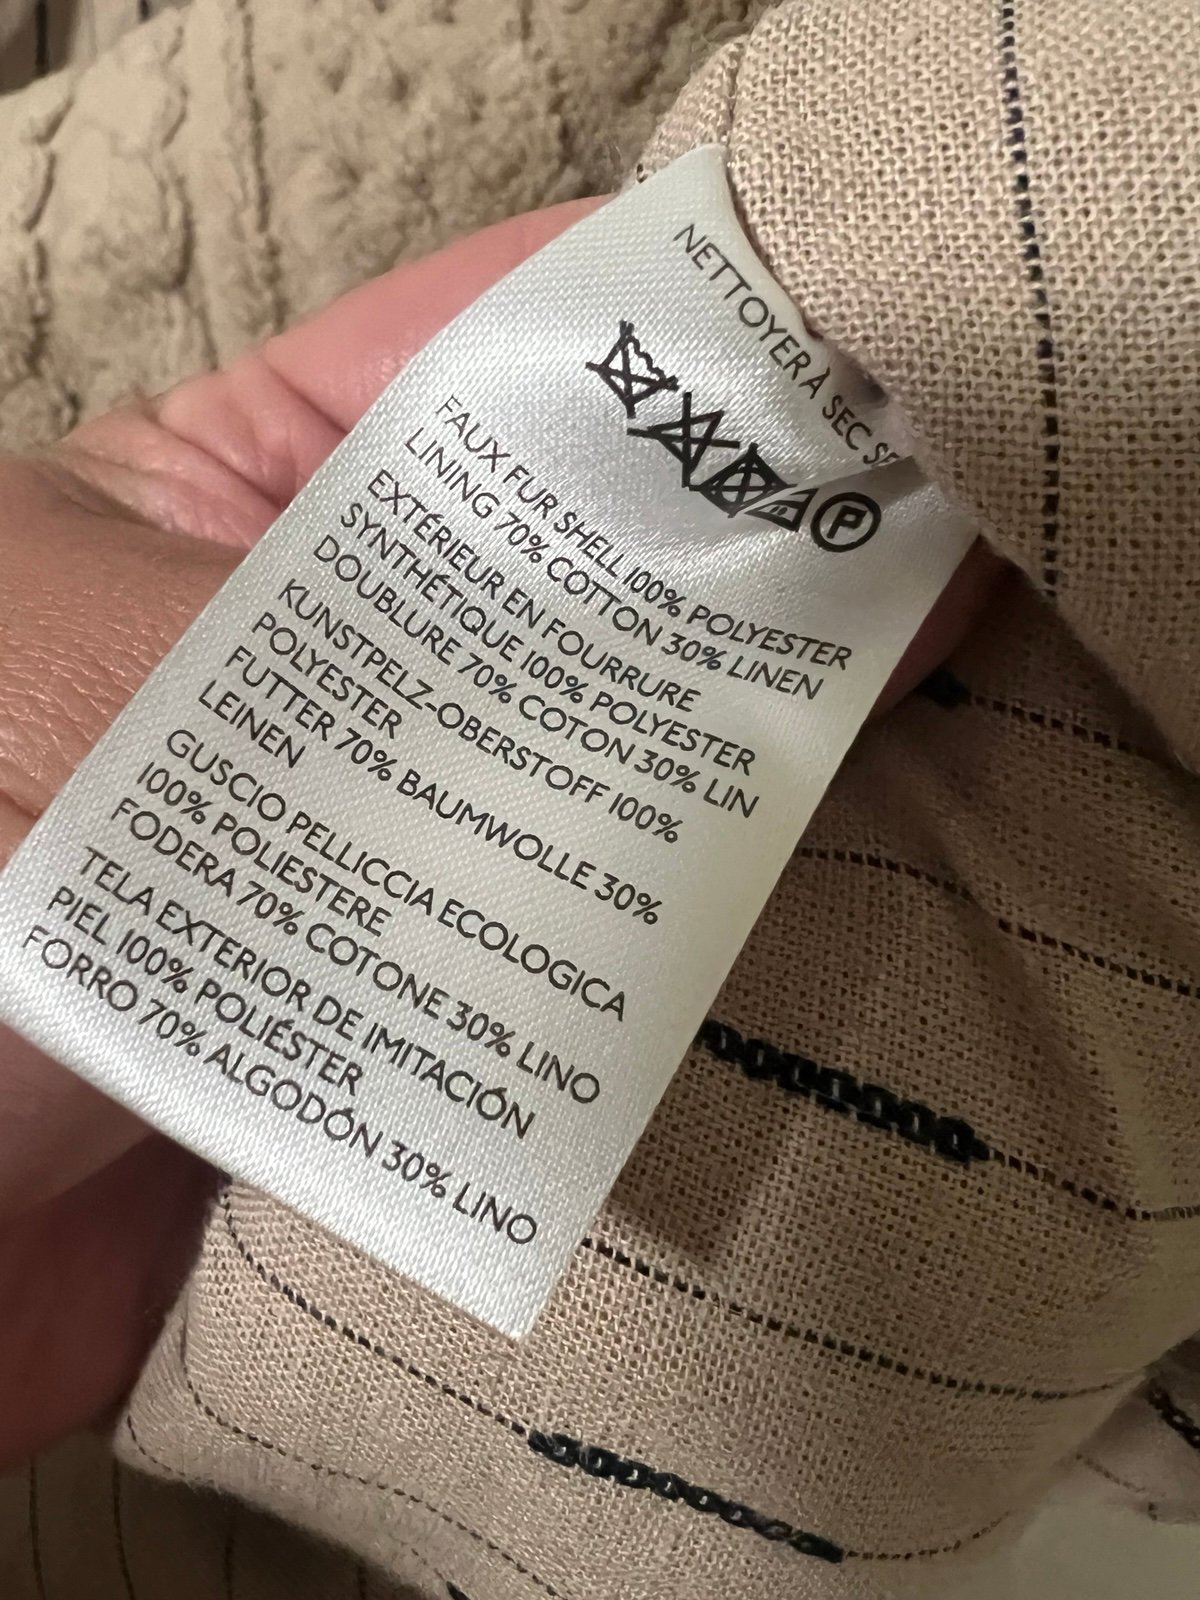 NETTOYER À SEC
P
FAUX FUR SHELL 100% POLYESTER
LINING 70% COTTON 30% LINEN
EXTÉRIEUR EN FOURRURE
SYNTHÉTIQUE 100% POLYESTER
DOUBLURE 70% COTON 30% LIN
KUNSTPELZ-OBERSTOFF 100%
POLYESTER
FUTTER 70% BAUMWOLLE 30%
LEINEN
GUSCIO PELLICCIA ECOLOGICA
100% POLIESTERE
FODERA 70% COTONE 30% LINO
TELA EXTERIOR DE IMITACIÓN
PIEL 100% POLIÉSTER
FORRO 70% ALGODÓN 30% LINO